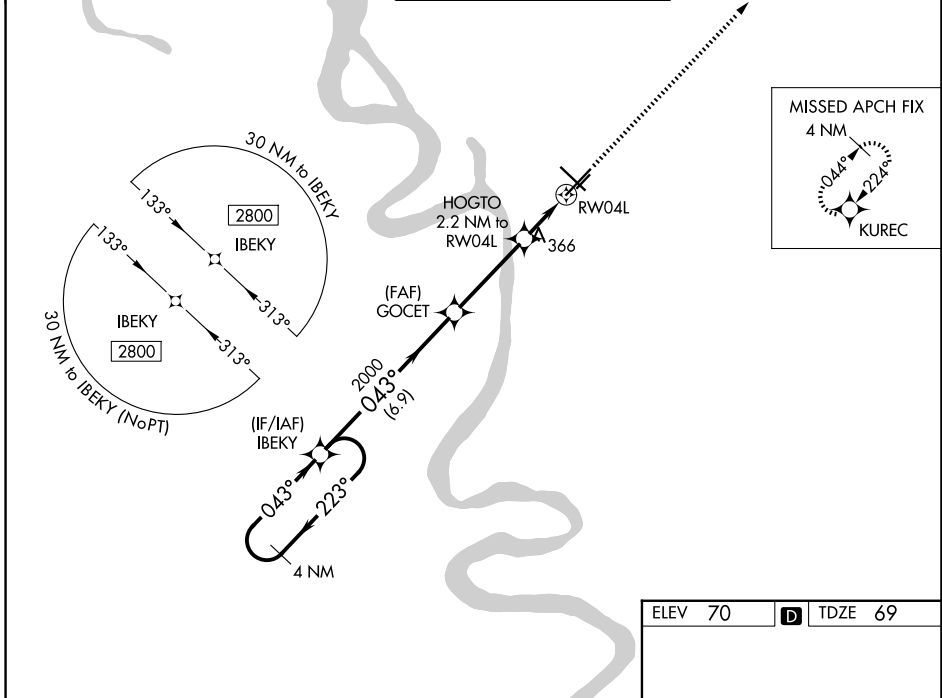 MISSED APCH FIX
4 NM
044°
224°
KUREC
30 NM to IBEKY
133°
2800
IBEKY
313°
133°
IBEKY
2800
313°
30 NM to IBEKY (NoPT)
HOGTO
2.2 NM to
RW04L
RW04L
366
(FAF)
GOCET
2000
043°
(6.9)
(IF/IAF)
IBEKY
043°
223°
4 NM
ELEV 70 D TDZE 69